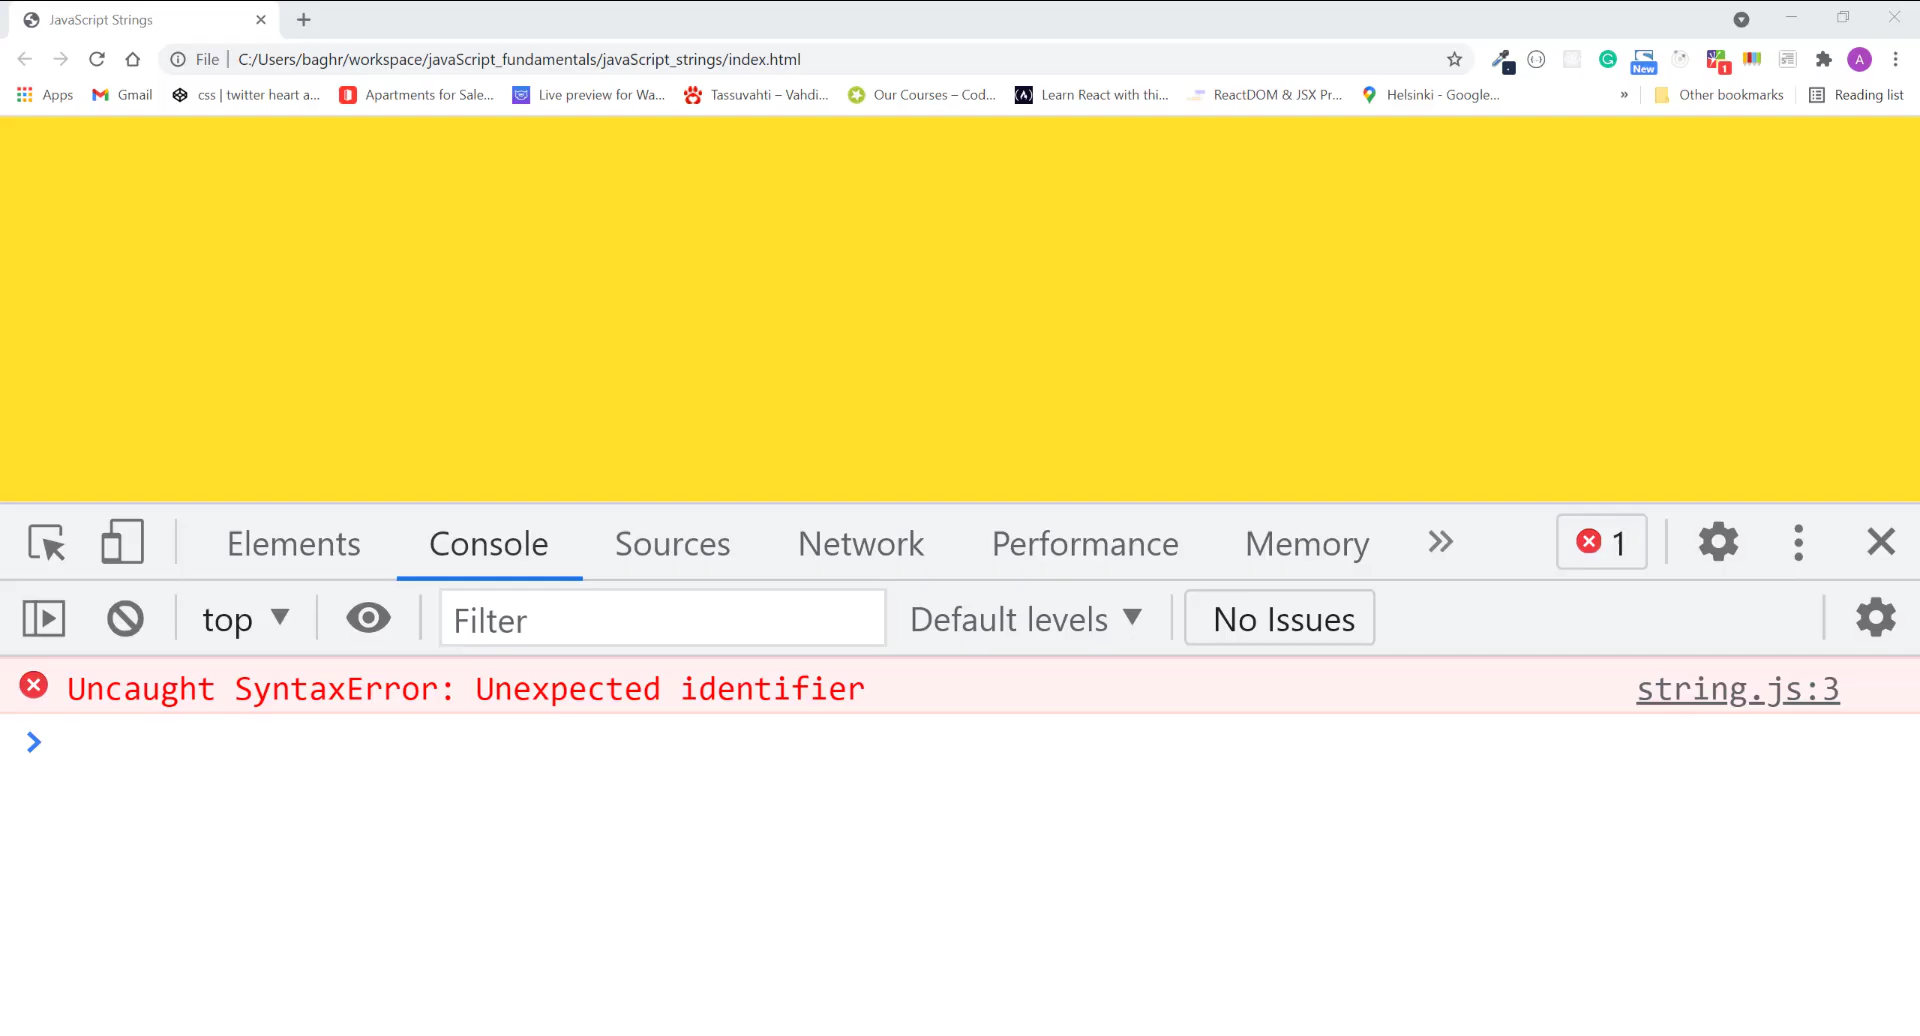 JavaScript Strings
File C:/Users/baghr/workspace/javaScript_fundamentals/javaScript_strings/index.html
New 1 A
Apps Gmail css | twitter heart a... Apartments for Sale... Live preview for Wa... Tassuvahti – Vahdi... Our Courses – Cod... Learn React with thi... ReactDOM & JSX Pr... Helsinki - Google... » Other bookmarks Reading list
Elements Console Sources Network Performance Memory 1
top Filter Default levels No Issues
Uncaught SyntaxError: Unexpected identifier string.js:3